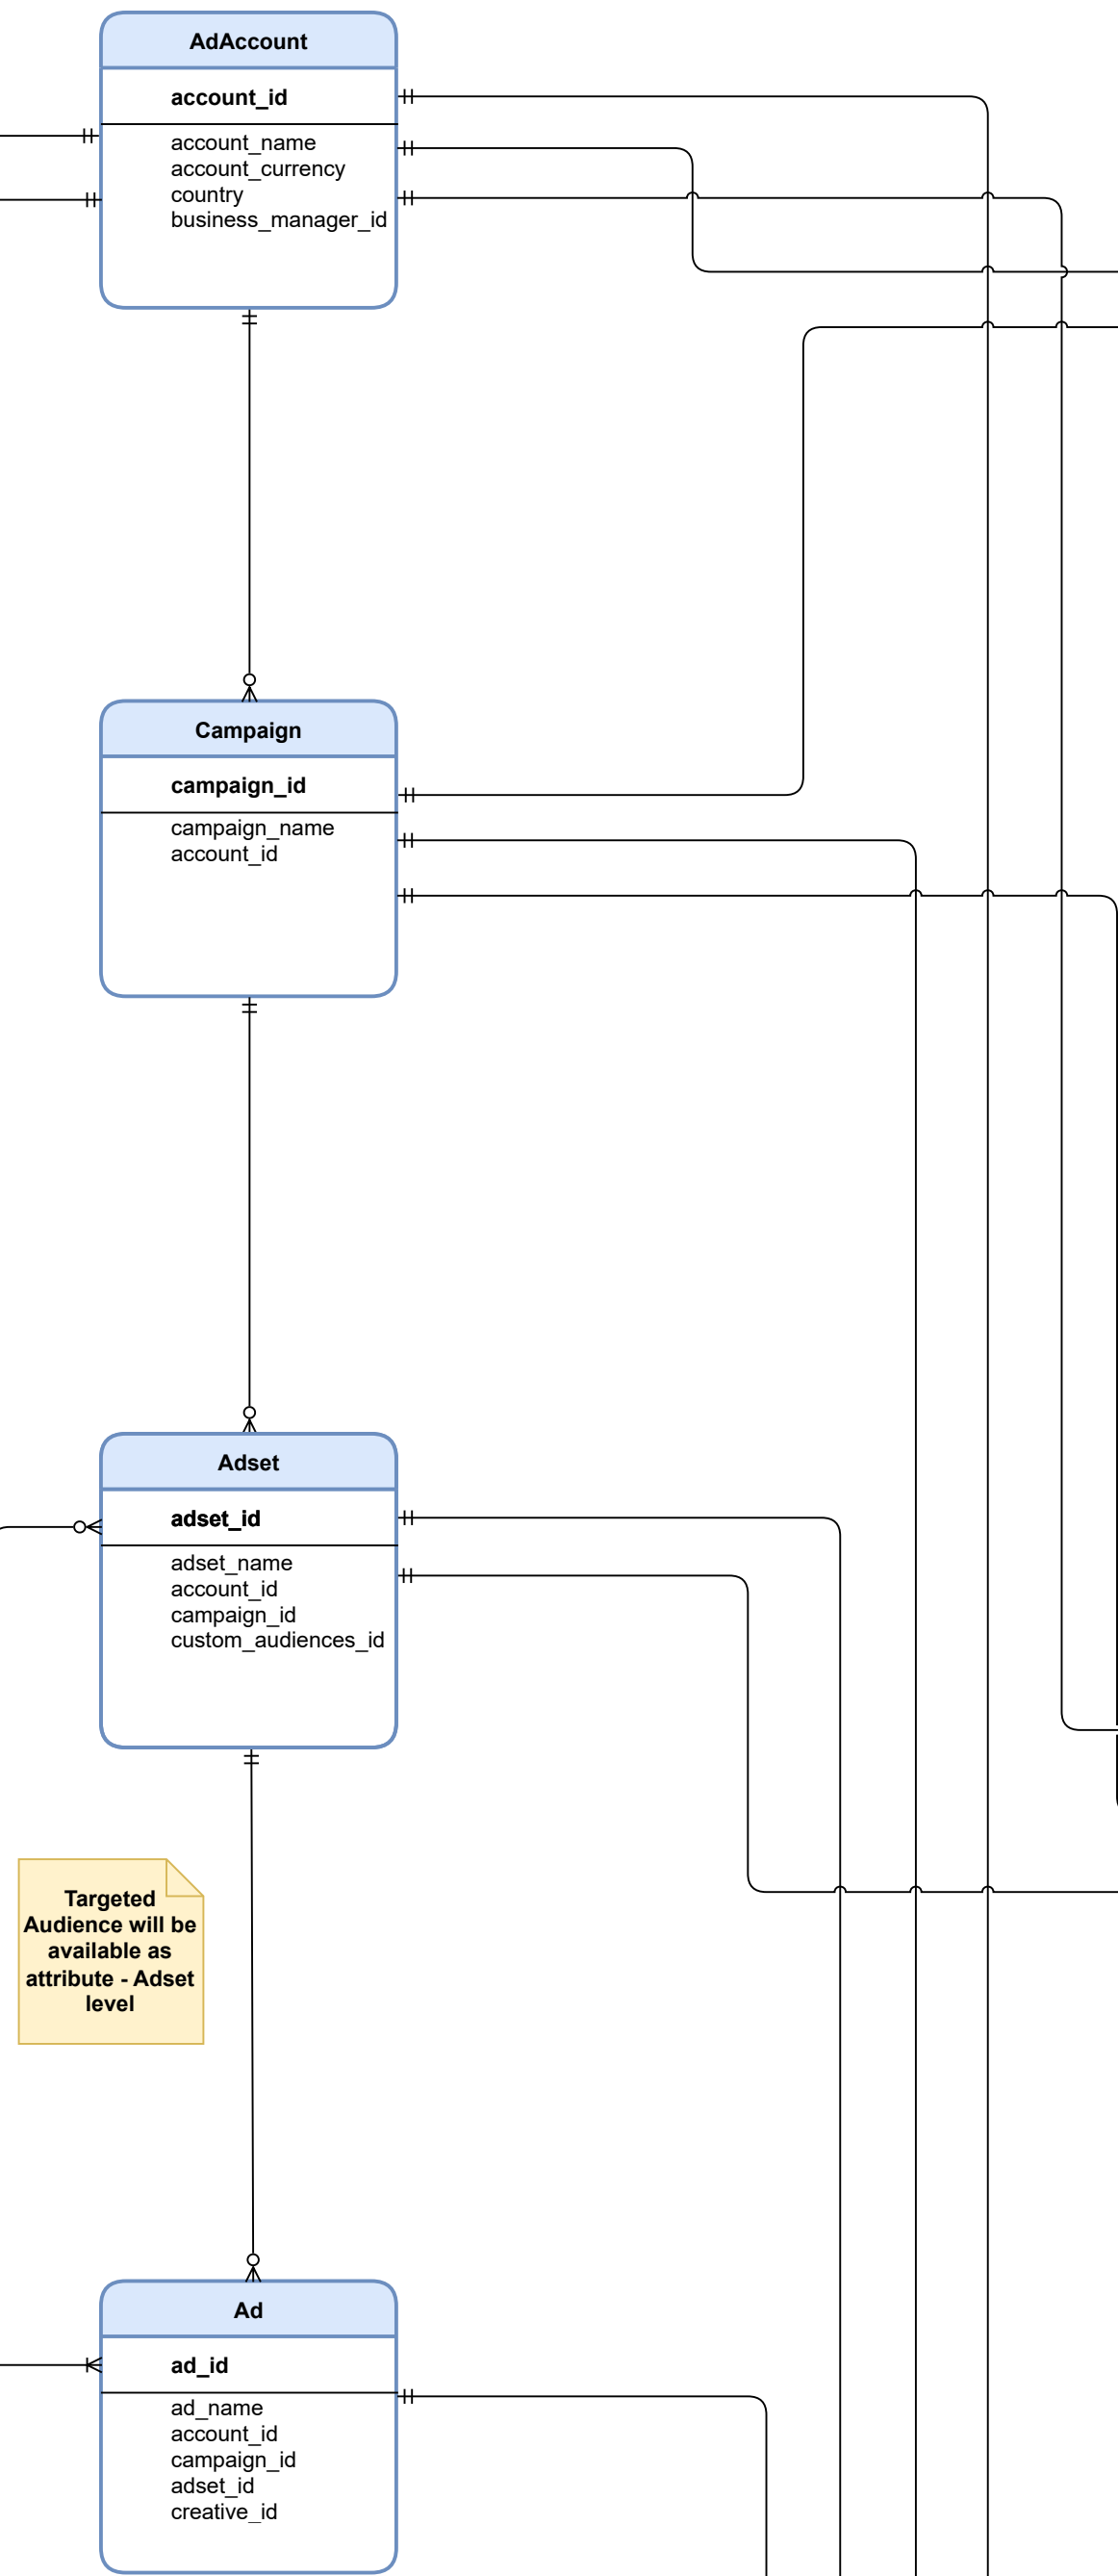 AdAccount
account_id
account_name
account_currency
country
business_manager_id
Campaign
campaign_id
campaign_name
account_id
Adset
adset_id
adset_name
account_id
campaign_id
custom_audiences_id
Targeted
Audience will be
available as
attribute - Adset
level
Ad
ad_id
ad_name
account_id
campaign_id
adset_id
creative_id